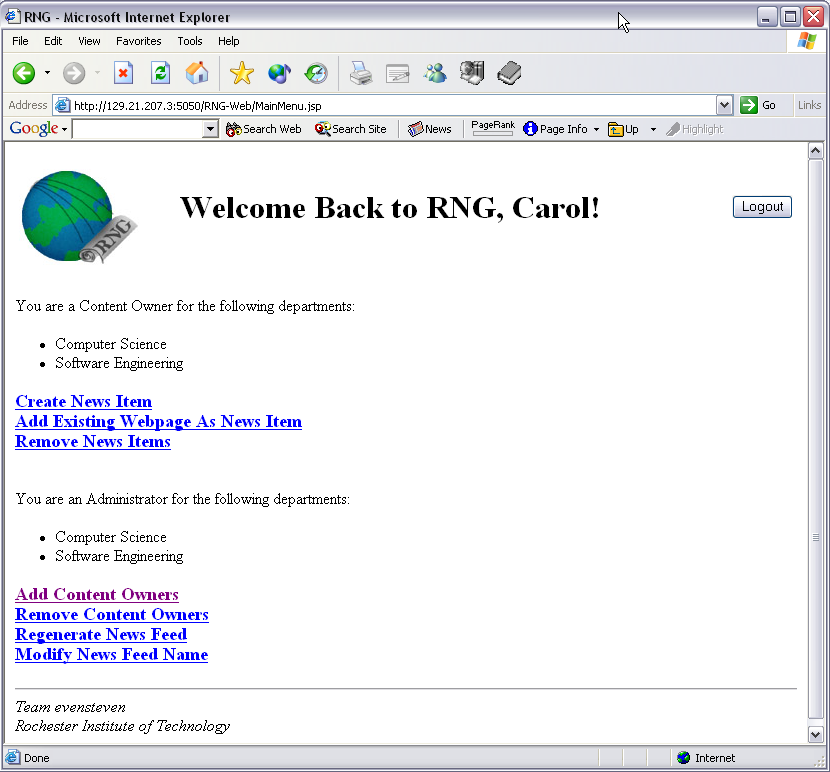 RNG - Microsoft Internet Explorer
File Edit View Favorites Tools Help
Address http://129.21.207.3:5050/RNG-Web/MainMenu.jsp Go Links
Google Search Web Search Site News PageRank Page Info Up Highlight
RNG
Welcome Back to RNG, Carol!
Logout
You are a Content Owner for the following departments:
• Computer Science
• Software Engineering
Create News Item
Add Existing Webpage As News Item
Remove News Items
You are an Administrator for the following departments:
• Computer Science
• Software Engineering
Add Content Owners
Remove Content Owners
Regenerate News Feed
Modify News Feed Name
Team evensteven
Rochester Institute of Technology
Done Internet